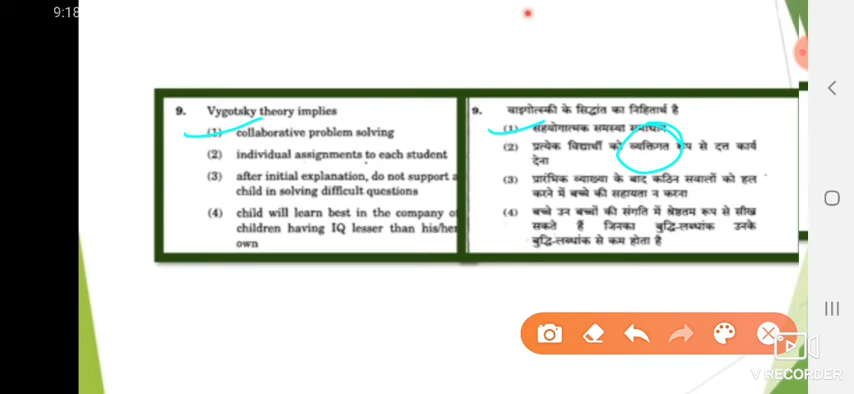 9:18
9. Vygotsky theory implies
(1) collaborative problem solving
(2) individual assignments to each student
(3) after initial explanation, do not support a
child in solving difficult questions
(4) child will learn best in the company o
children having IQ lesser than his/her
own
9. वाइगोत्स्की के सिद्धांत का निहितार्थ है
(1) सहयोगात्मक समस्या समाधान
(2) प्रत्येक विद्यार्थी को व्यक्तिगत रूप से दत्त कार्य
देना
(3) प्रारंभिक व्याख्या के बाद कठिन सवालों को हल
करने में बच्चे की सहायता न करना
(4) बच्चे उन बच्चों की संगति में श्रेष्ठतम रूप से सीख
सकते हैं जिनका बुद्धि-लब्धांक उनके
बुद्धि-लब्धांक से कम होता है
V RECORDER